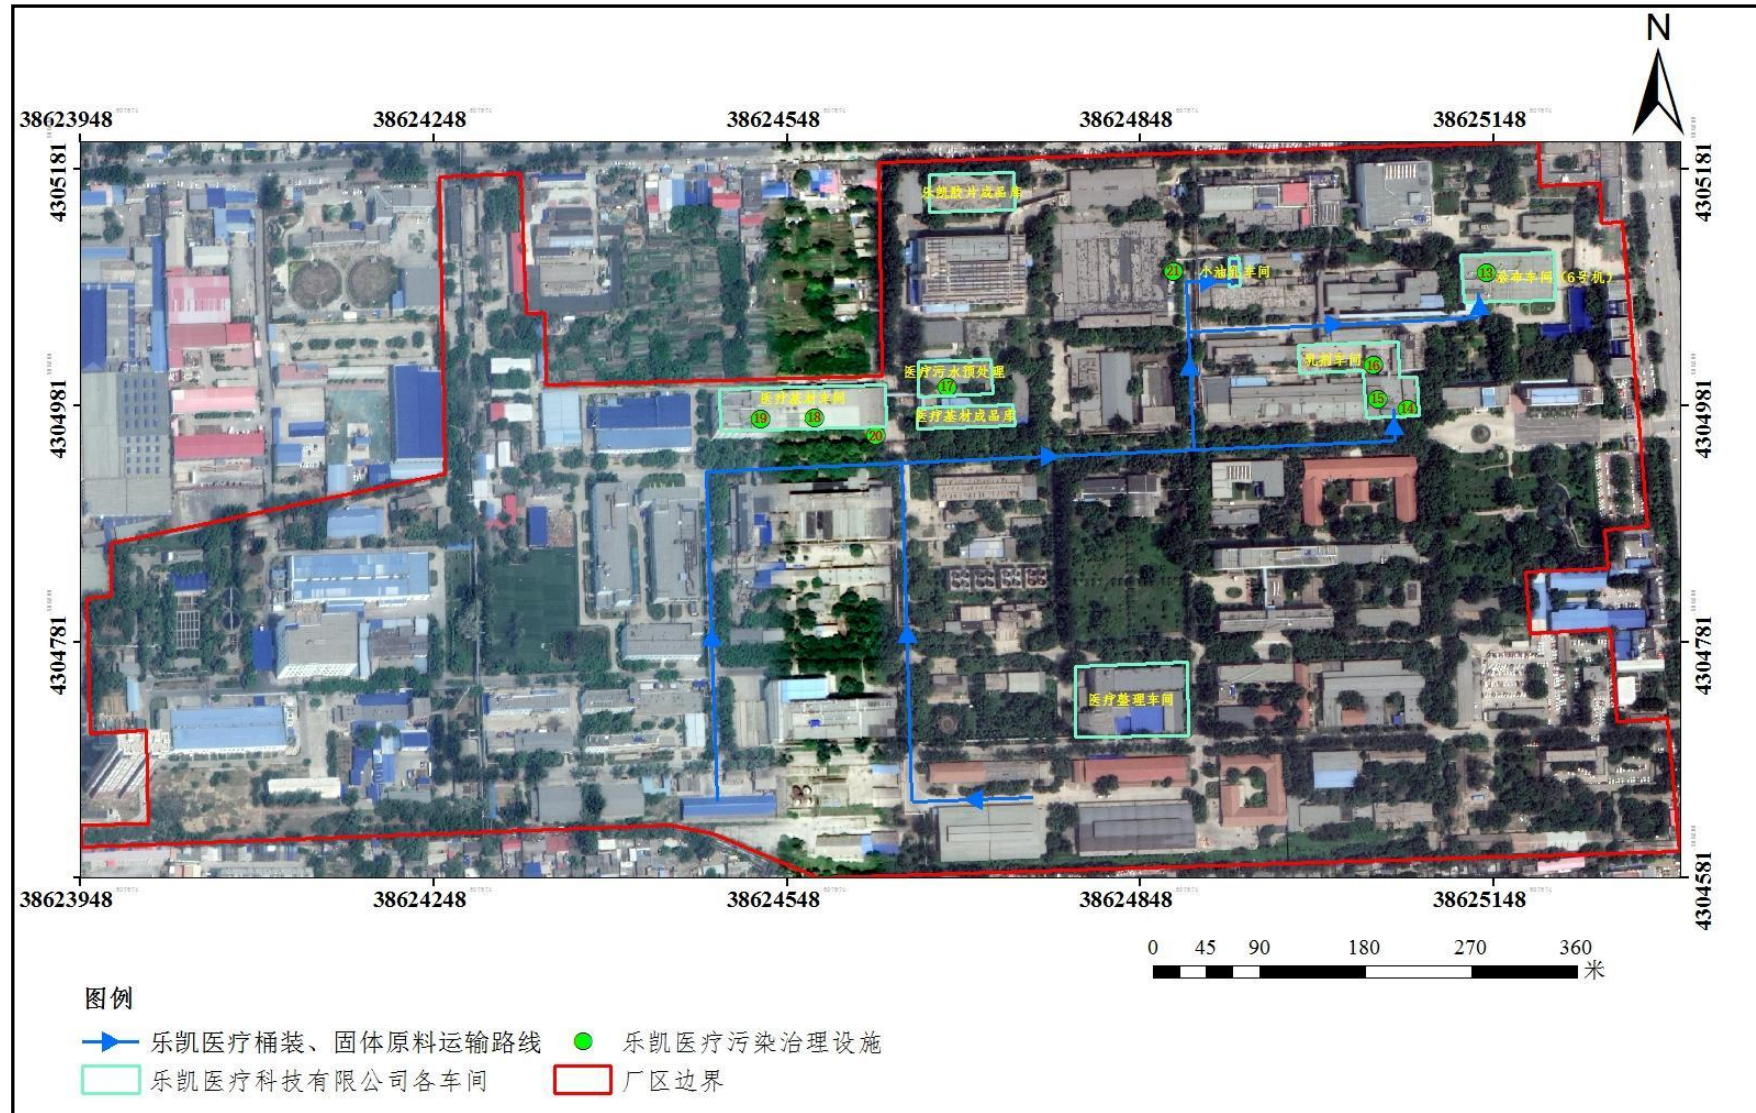 N
38623948 38624248 38624548 38624848 38625148
4305181 4305181
乐凯胶片成品库
21 小油乳车间 13 涂布车间（6号机）
医疗污水预处理 乳剂车间 16
17
4304981 医疗基材车间 医疗基材成品库 15 14 4304981
19 18
20
4304781 4304781
医疗整理车间
4304581 4304581
38623948 38624248 38624548 38624848 38625148
0 45 90 180 270 360
米
图例
乐凯医疗桶装、固体原料运输路线 乐凯医疗污染治理设施
乐凯医疗科技有限公司各车间 厂区边界